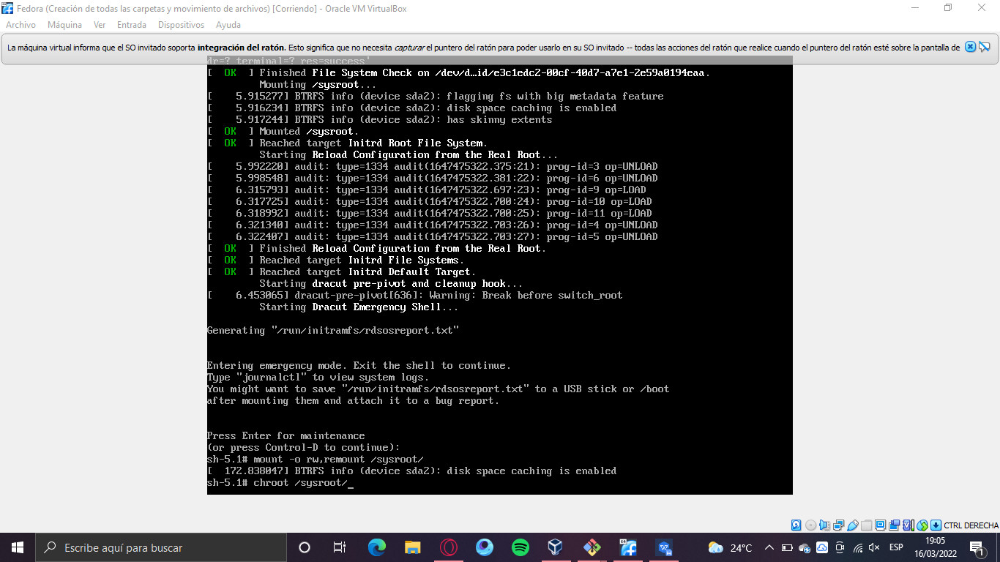 Fedora (Creación de todas las carpetas y movimiento de archivos) [Corriendo] - Oracle VM VirtualBox
Archivo Máquina Ver Entrada Dispositivos Ayuda
La máquina virtual informa que el SO invitado soporta integración del ratón. Esto significa que no necesita capturar el puntero del ratón para poder usarlo en su SO invitado -- todas las acciones del ratón que realice cuando el puntero del ratón esté sobre la pantalla de
dr=? terminal=? res=success'
[ OK ] Finished File System Check on /dev/d…id/e3c1edc2-00cf-40d7-a7e1-2e59a0194eaa.
Mounting /sysroot...
[ 5.915277] BTRFS info (device sda2): flagging fs with big metadata feature
[ 5.916234] BTRFS info (device sda2): disk space caching is enabled
[ 5.917244] BTRFS info (device sda2): has skinny extents
[ OK ] Mounted /sysroot.
[ OK ] Reached target Initrd Root File System.
Starting Reload Configuration from the Real Root...
[ 5.992220] audit: type=1334 audit(1647475322.375:21): prog-id=3 op=UNLOAD
[ 5.998548] audit: type=1334 audit(1647475322.381:22): prog-id=6 op=UNLOAD
[ 6.315793] audit: type=1334 audit(1647475322.697:23): prog-id=9 op=LOAD
[ 6.317725] audit: type=1334 audit(1647475322.700:24): prog-id=10 op=LOAD
[ 6.318992] audit: type=1334 audit(1647475322.700:25): prog-id=11 op=LOAD
[ 6.321340] audit: type=1334 audit(1647475322.703:26): prog-id=4 op=UNLOAD
[ 6.322407] audit: type=1334 audit(1647475322.703:27): prog-id=5 op=UNLOAD
[ OK ] Finished Reload Configuration from the Real Root.
[ OK ] Reached target Initrd File Systems.
[ OK ] Reached target Initrd Default Target.
Starting dracut pre-pivot and cleanup hook...
[ 6.453065] dracut-pre-pivot[636]: Warning: Break before switch_root
Starting Dracut Emergency Shell...
Generating "/run/initramfs/rdsosreport.txt"
Entering emergency mode. Exit the shell to continue.
Type "journalctl" to view system logs.
You might want to save "/run/initramfs/rdsosreport.txt" to a USB stick or /boot
after mounting them and attach it to a bug report.
Press Enter for maintenance
(or press Control-D to continue):
sh-5.1# mount -o rw,remount /sysroot/
[ 172.838047] BTRFS info (device sda2): disk space caching is enabled
sh-5.1# chroot /sysroot/_
CTRL DERECHA
Escribe aquí para buscar
24°C
ESP
19:05
16/03/2022
1